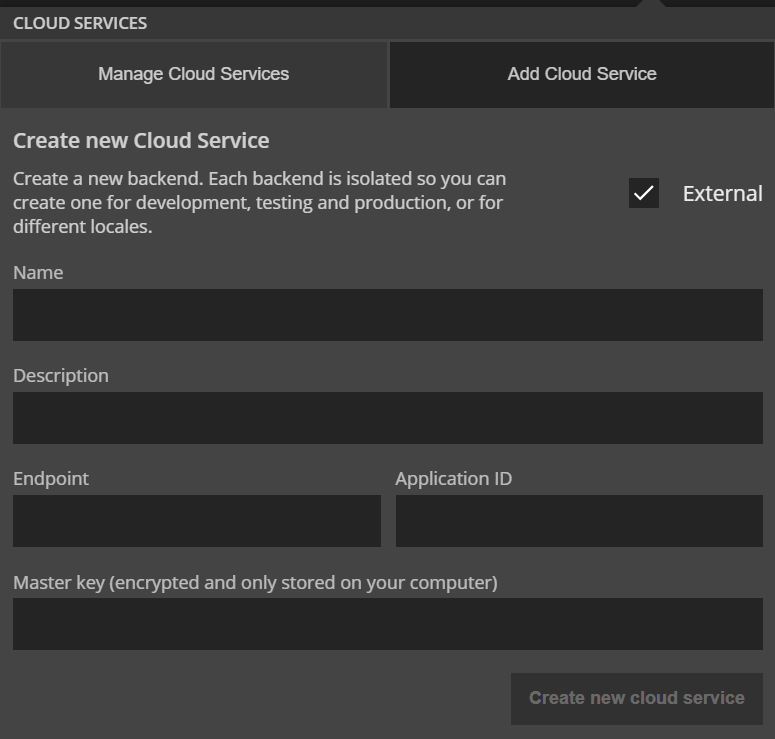 CLOUD SERVICES
Manage Cloud Services
Add Cloud Service
Create new Cloud Service
Create a new backend. Each backend is isolated so you can
create one for development, testing and production, or for
different locales.
External
Name
Description
Endpoint
Application ID
Master key (encrypted and only stored on your computer)
Create new cloud service